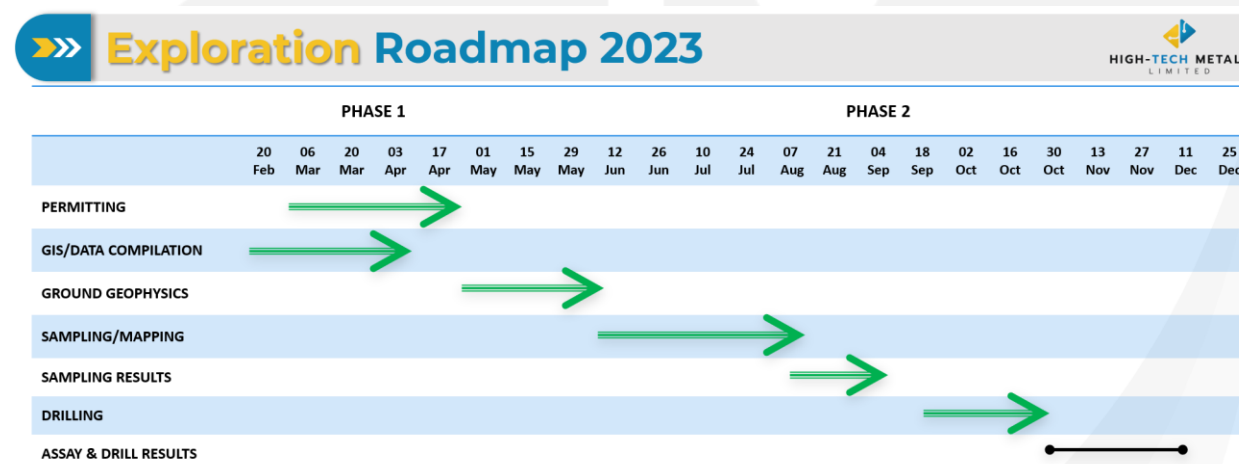 Exploration Roadmap 2023
HIGH-TECH METAL
LIMITED
PHASE 1 PHASE 2
20 06 20 03 17 01 15 29 12 26 10 24 07 21 04 18 02 16 30 13 27 11 25
Feb Mar Mar Apr Apr May May May Jun Jun Jul Jul Aug Aug Sep Sep Oct Oct Oct Nov Nov Dec Dec
PERMITTING
GIS/DATA COMPILATION
GROUND GEOPHYSICS
SAMPLING/MAPPING
SAMPLING RESULTS
DRILLING
ASSAY & DRILL RESULTS